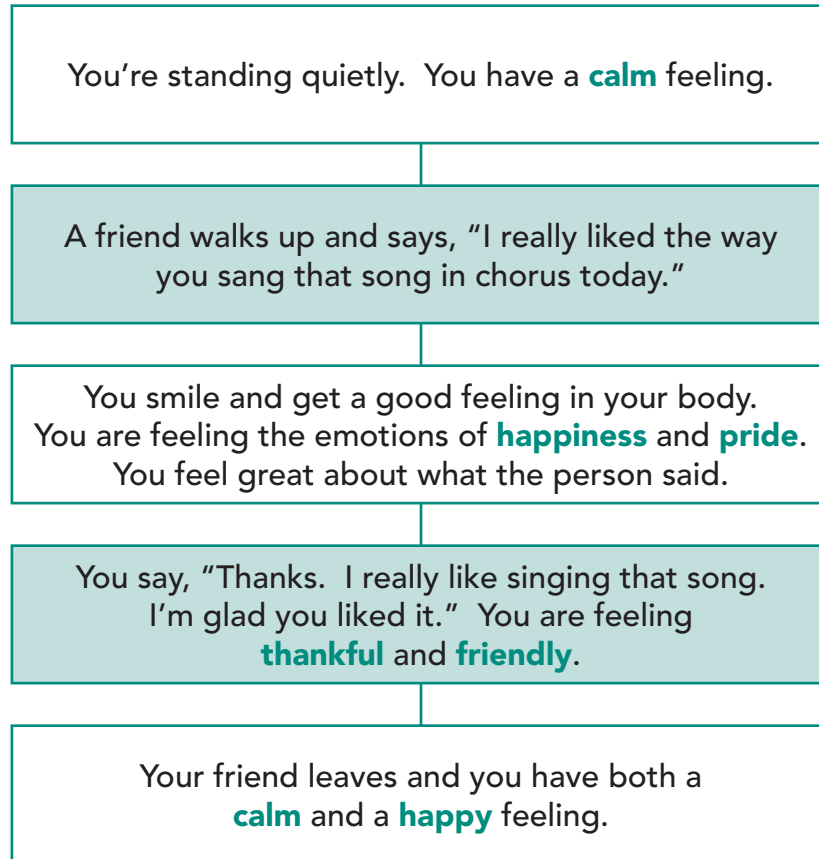 You’re standing quietly.  You have a calm feeling.
A friend walks up and says, “I really liked the way
you sang that song in chorus today.”
You smile and get a good feeling in your body.
You are feeling the emotions of happiness and pride.
You feel great about what the person said.
You say, “Thanks.  I really like singing that song.
I’m glad you liked it.”  You are feeling
thankful and friendly.
Your friend leaves and you have both a
calm and a happy feeling.